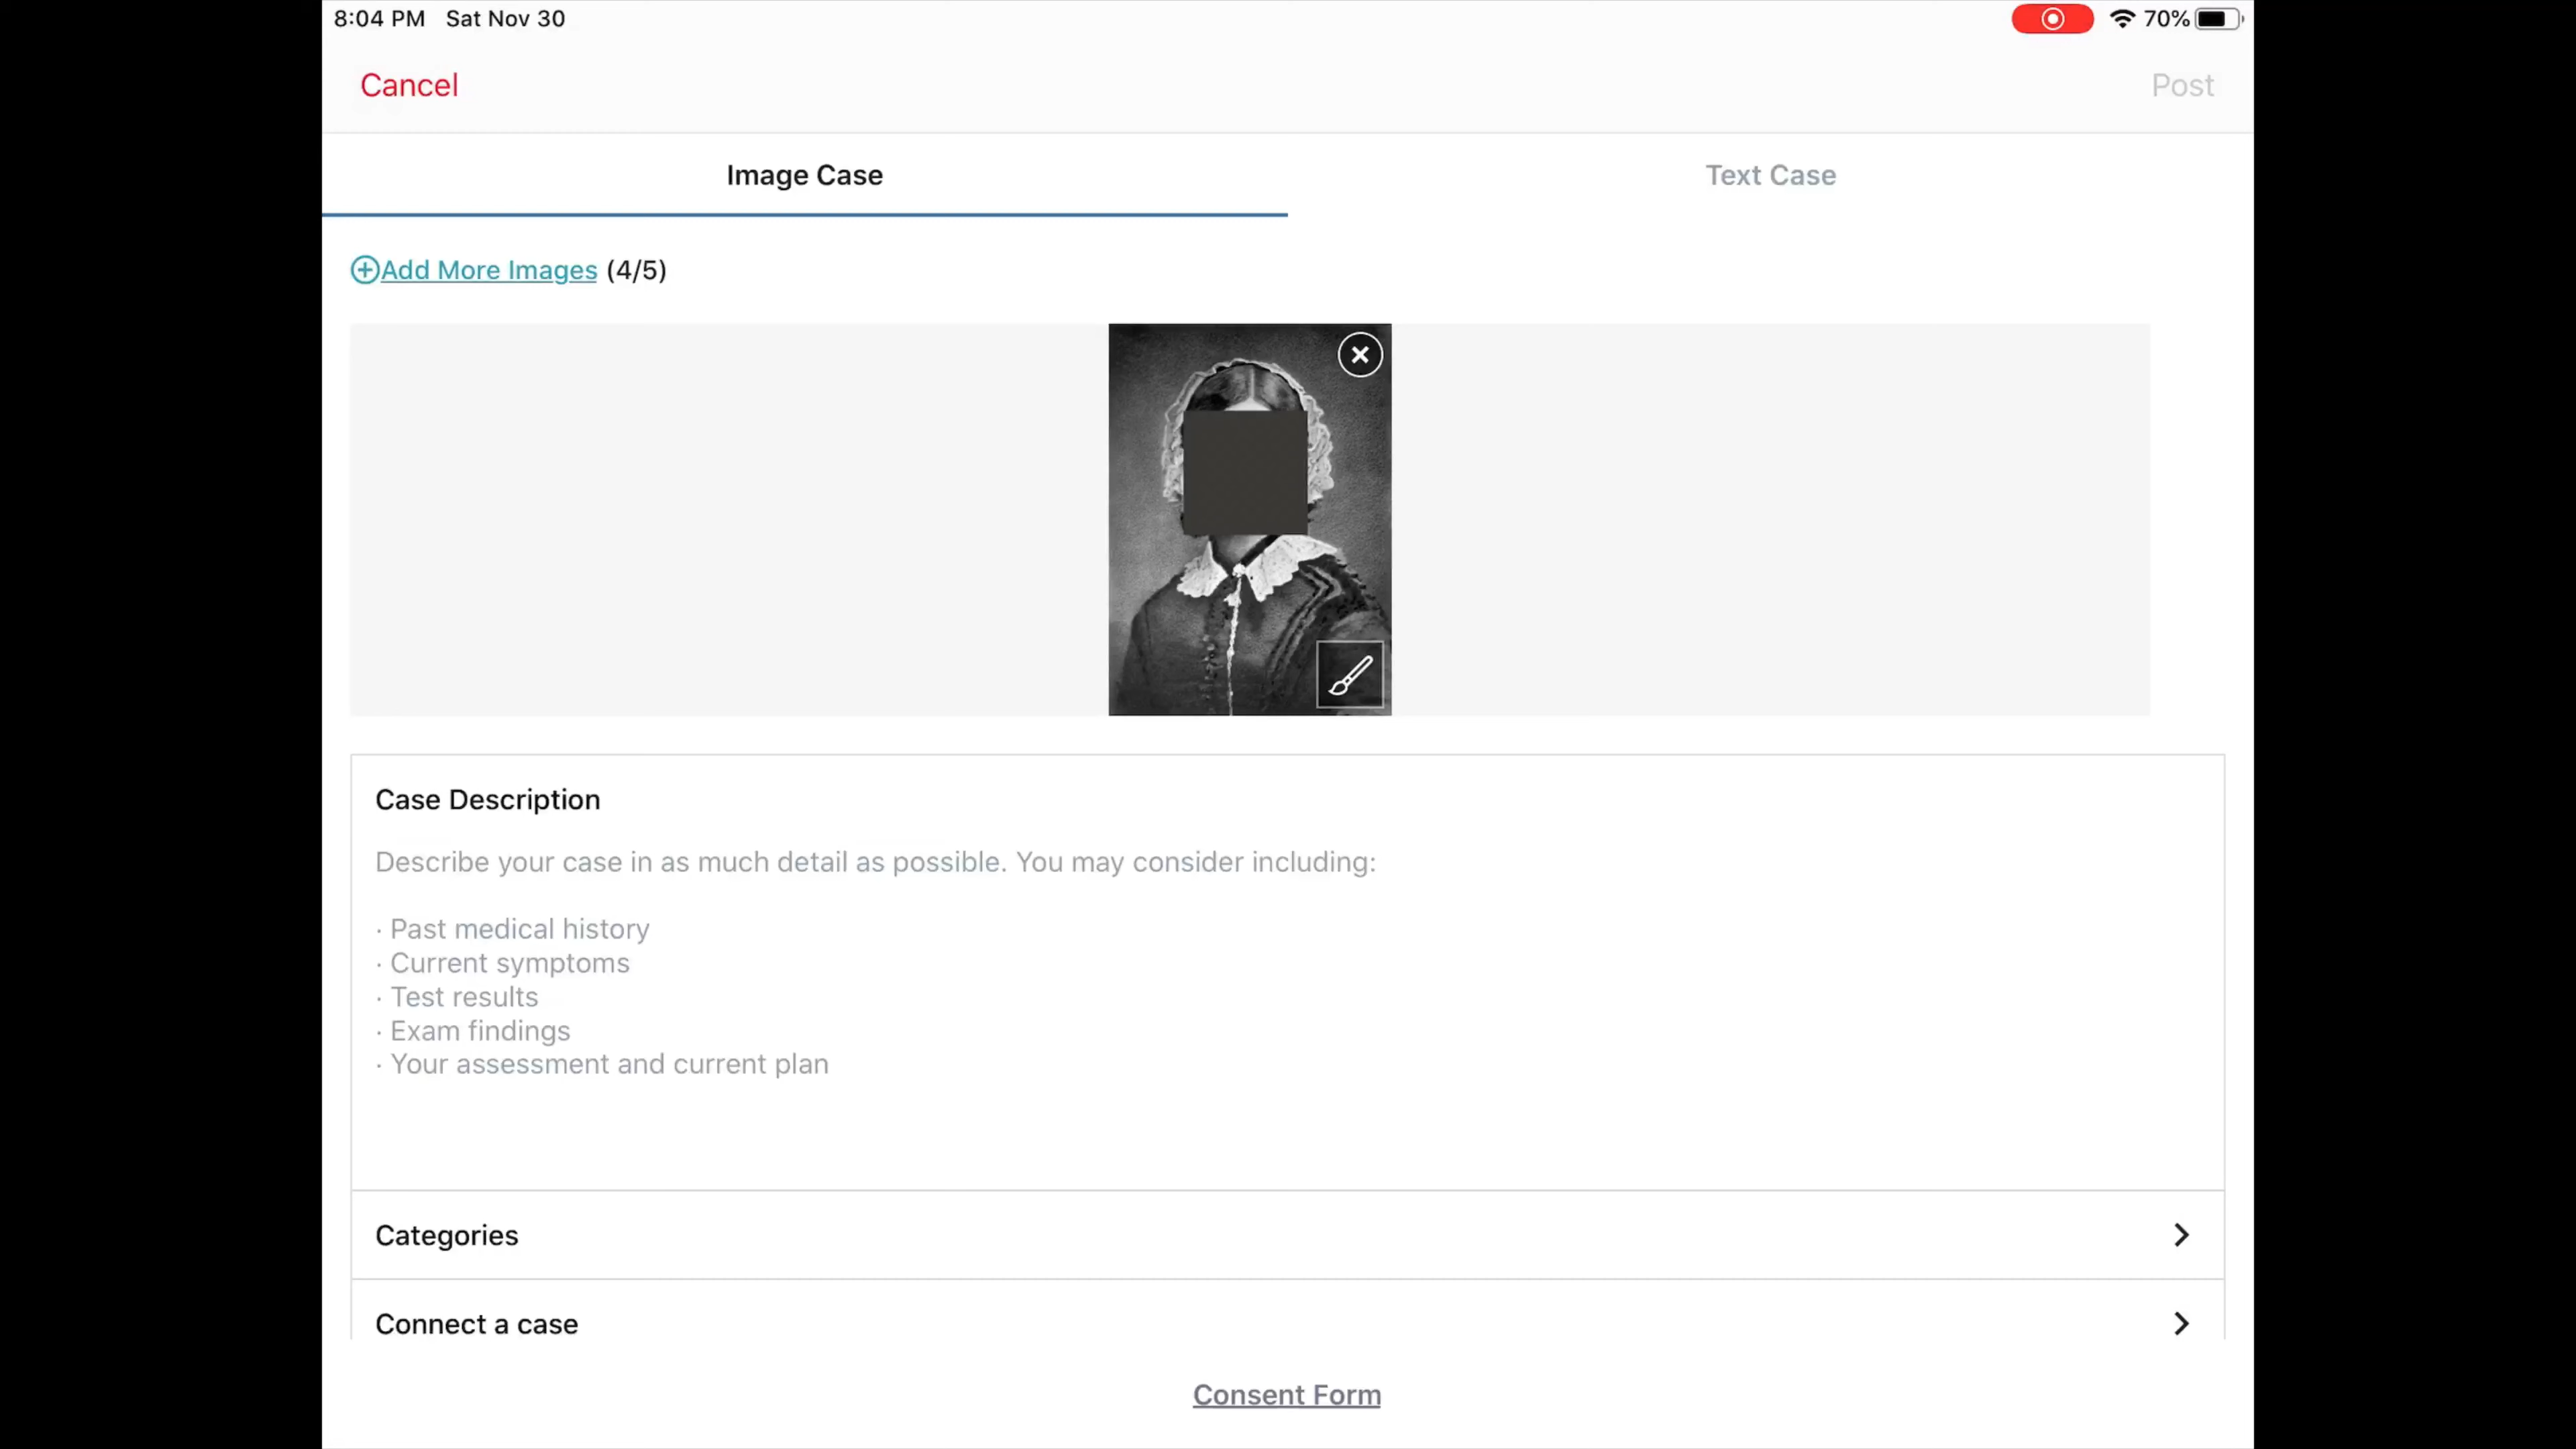 8:04 PM Sat Nov 30
70%
Cancel
Post
Image Case
Text Case
Add More Images (4/5)
Case Description
Describe your case in as much detail as possible. You may consider including:
· Past medical history
· Current symptoms
· Test results
· Exam findings
· Your assessment and current plan
Categories
Connect a case
Consent Form